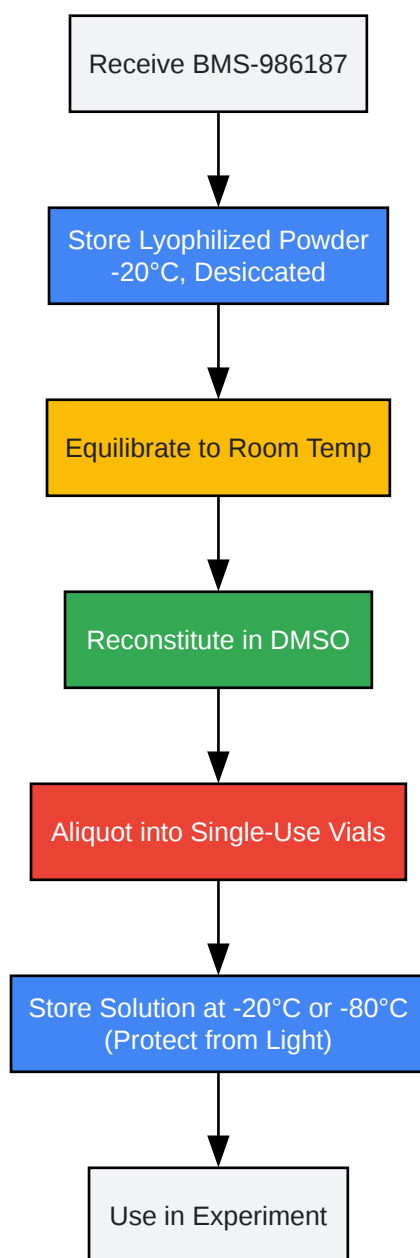 Receive BMS-986187
Store Lyophilized Powder
-20°C, Desiccated
Equilibrate to Room Temp
Reconstitute in DMSO
Aliquot into Single-Use Vials
Store Solution at -20°C or -80°C
(Protect from Light)
Use in Experiment